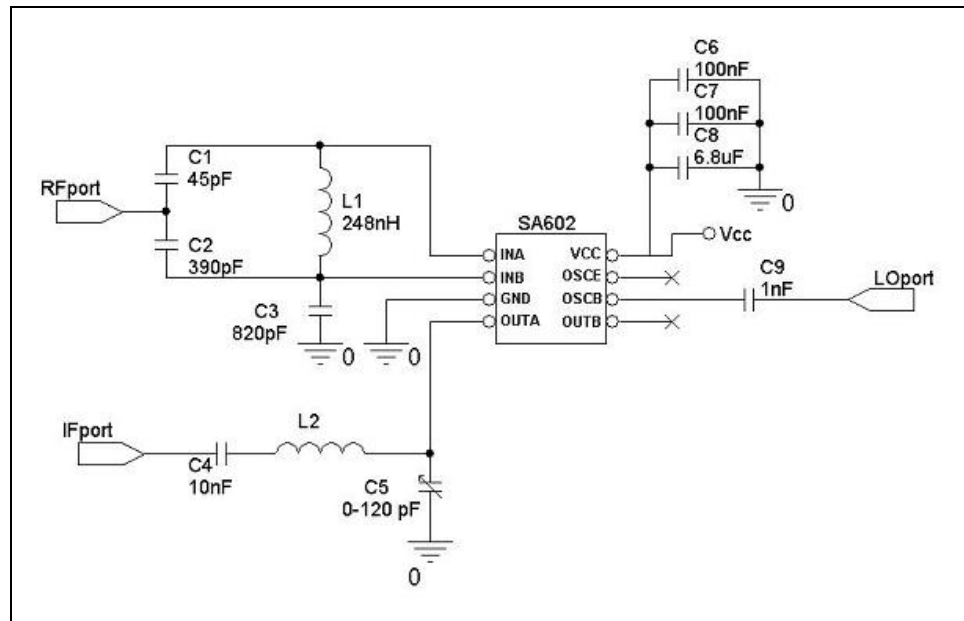 C6
100nF
C7
100nF
C8
6.8uF
0
C1
45pF
RFport
L1
248nH
C2
390pF
SA602
INA
VCC
Vcc
INB
OSCE
C9
1nF
LOport
GND
OSCB
OUTA
OUTB
C3
820pF
0
0
L2
IFport
C4
10nF
C5
0-120 pF
0